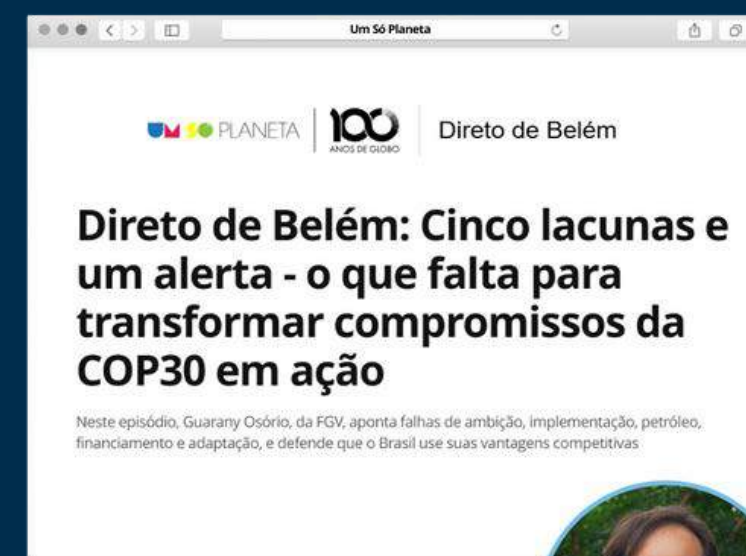 Um Só Planeta
UM SÓ PLANETA
100
ANOS DE GLOBO
Direto de Belém
Direto de Belém: Cinco lacunas e
um alerta - o que falta para
transformar compromissos da
COP30 em ação
Neste episódio, Guarany Osório, da FGV, aponta falhas de ambição, implementação, petróleo,
financiamento e adaptação, e defende que o Brasil use suas vantagens competitivas